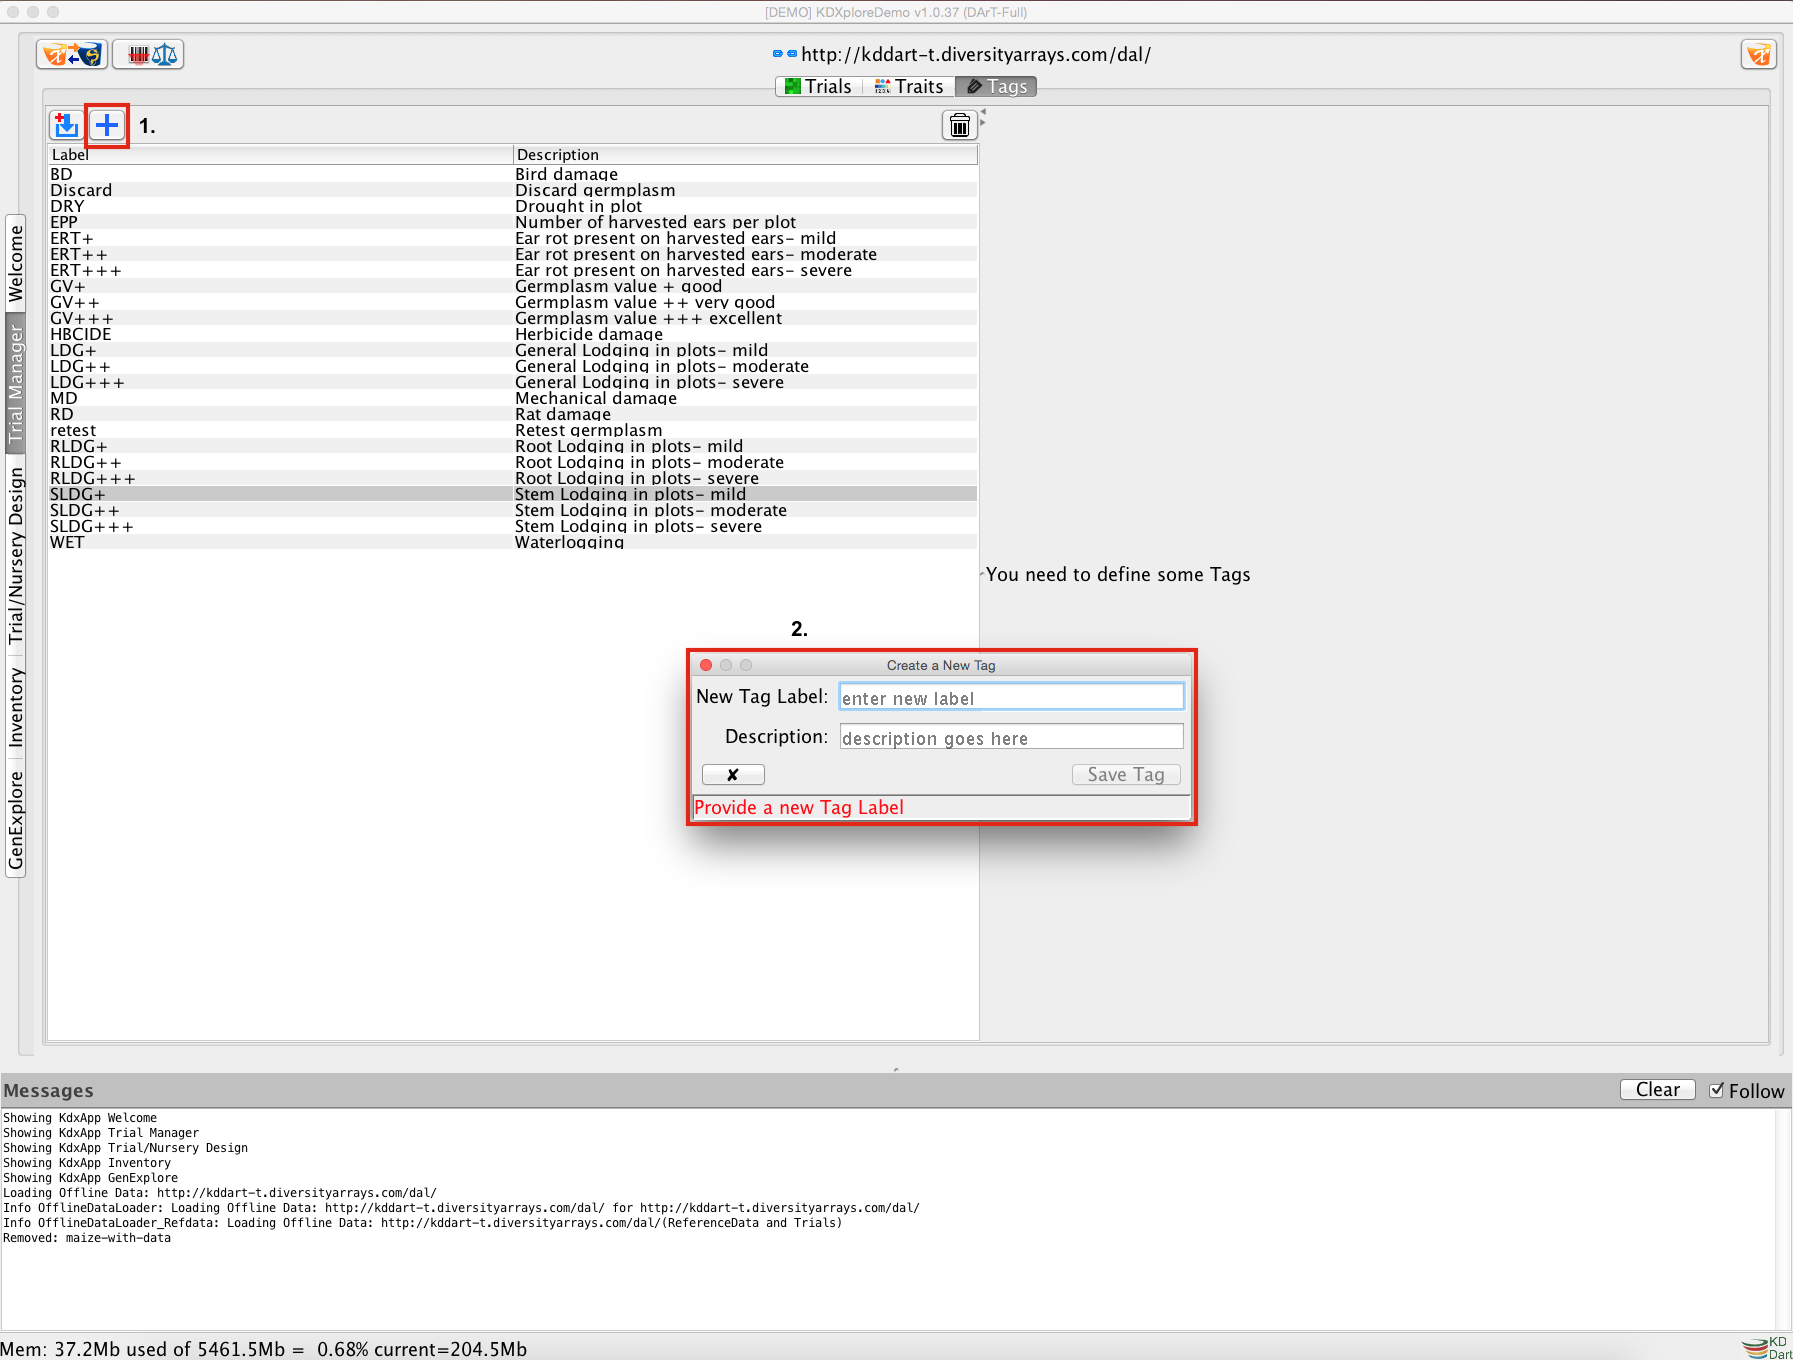 [DEMO] KDXploreDemo v1.0.37 (DArT-Full)
http://kddart-t.diversityarrays.com/dal/
Trials Traits Tags
1.
Label Description
BD Bird damage
Discard Discard germplasm
DRY Drought in plot
EPP Number of harvested ears per plot
ERT+ Ear rot present on harvested ears- mild
ERT++ Ear rot present on harvested ears- moderate
ERT+++ Ear rot present on harvested ears- severe
GV+ Germplasm value + good
GV++ Germplasm value ++ very good
GV+++ Germplasm value +++ excellent
HBCIDE Herbicide damage
LDG+ General Lodging in plots- mild
LDG++ General Lodging in plots- moderate
LDG+++ General Lodging in plots- severe
MD Mechanical damage
RD Rat damage
retest Retest germplasm
RLDG+ Root Lodging in plots- mild
RLDG++ Root Lodging in plots- moderate
RLDG+++ Root Lodging in plots- severe
SLDG+ Stem Lodging in plots- mild
SLDG++ Stem Lodging in plots- moderate
SLDG+++ Stem Lodging in plots- severe
WET Waterlogging
Welcome
Trial Manager
Trial/Nursery Design
Inventory
GenExplore
You need to define some Tags
2.
Create a New Tag
New Tag Label: enter new label
Description: description goes here
✘ Save Tag
Provide a new Tag Label
Messages Clear Follow
Showing KdxApp Welcome
Showing KdxApp Trial Manager
Showing KdxApp Trial/Nursery Design
Showing KdxApp Inventory
Showing KdxApp GenExplore
Loading Offline Data: http://kddart-t.diversityarrays.com/dal/
Info OfflineDataLoader: Loading Offline Data: http://kddart-t.diversityarrays.com/dal/ for http://kddart-t.diversityarrays.com/dal/
Info OfflineDataLoader_Refdata: Loading Offline Data: http://kddart-t.diversityarrays.com/dal/(ReferenceData and Trials)
Removed: maize-with-data
Mem: 37.2Mb used of 5461.5Mb = 0.68% current=204.5Mb
KD
Dart